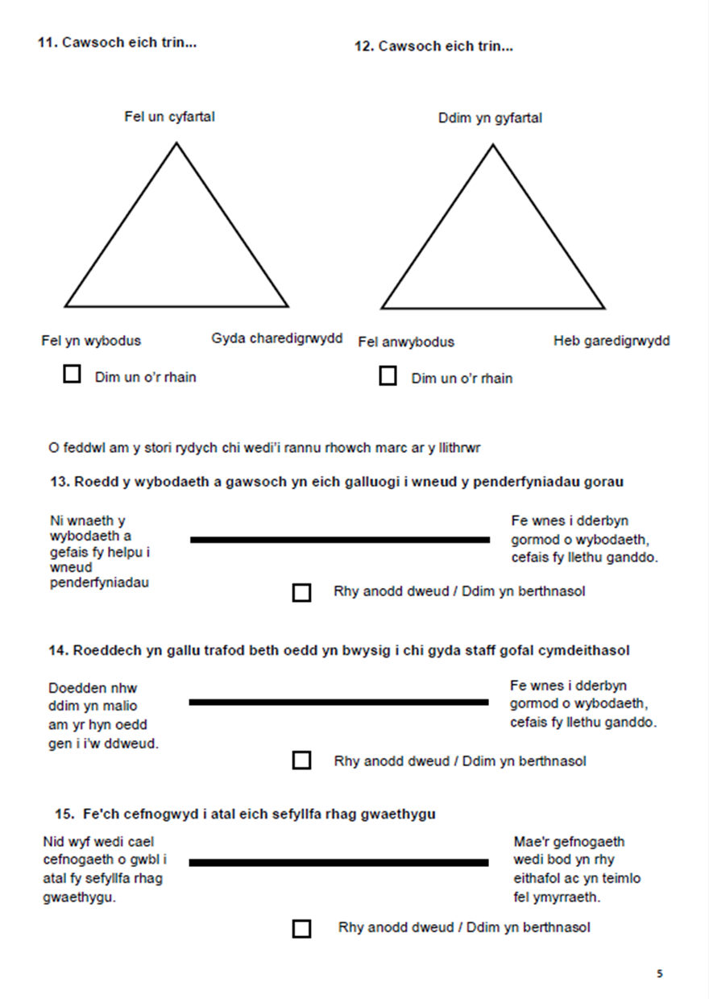 11. Cawsoch eich trin...
12. Cawsoch eich trin...
Fel un cyfartal
Ddim yn gyfartal
Fel yn wybodus
Gyda charedigrwydd
Fel anwybodus
Heb garedigrwydd
Dim un o'r rhain
Dim un o'r rhain
O feddwl am y stori rydych chi wedi'i rannu rhowch marc ar y llithrwr
13. Roedd y wybodaeth a gawsoch yn eich galluogi i wneud y penderfyniadau gorau
Ni wnaeth y
wybodaeth a
gefais fy helpu i
wneud
penderfyniadau
Fe wnes i dderbyn
gormod o wybodaeth,
cefais fy llethu ganddo.
Rhy anodd dweud / Ddim yn berthnasol
14. Roeddech yn gallu trafod beth oedd yn bwysig i chi gyda staff gofal cymdeithasol
Doedden nhw
ddim yn malio
am yr hyn oedd
gen i i'w ddweud.
Fe wnes i dderbyn
gormod o wybodaeth,
cefais fy llethu ganddo.
Rhy anodd dweud / Ddim yn berthnasol
15. Fe'ch cefnogwyd i atal eich sefyllfa rhag gwaethygu
Nid wyf wedi cael
cefnogaeth o gwbl i
atal fy sefyllfa rhag
gwaethygu.
Mae'r gefnogaeth
wedi bod yn rhy
eithafol ac yn teimlo
fel ymyrraeth.
Rhy anodd dweud / Ddim yn berthnasol
5